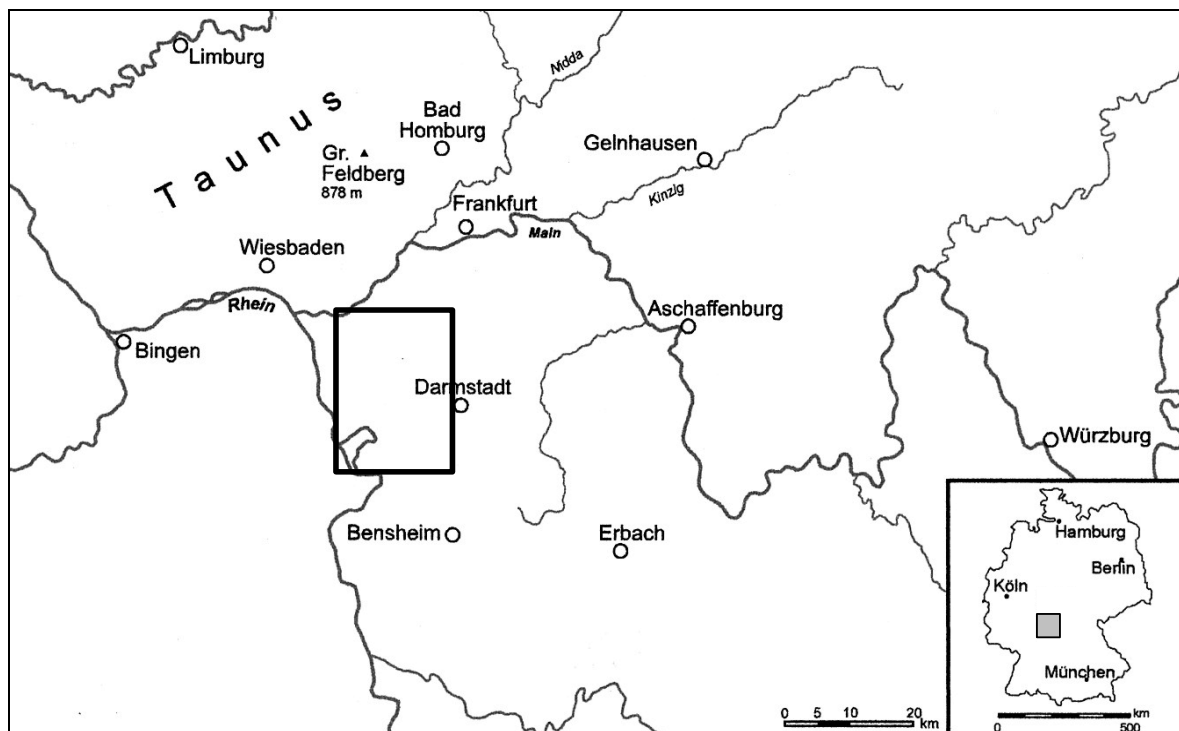 Limburg
Taunus
Nidda
Bad
Homburg
Gr.
Feldberg
878 m
Gelnhausen
Kinzig
Frankfurt
Main
Wiesbaden
Rhein
Bingen
Aschaffenburg
Darmstadt
Würzburg
Bensheim
Erbach
Hamburg
Berlin
Köln
München
0 5 10 20
km
km
0 500